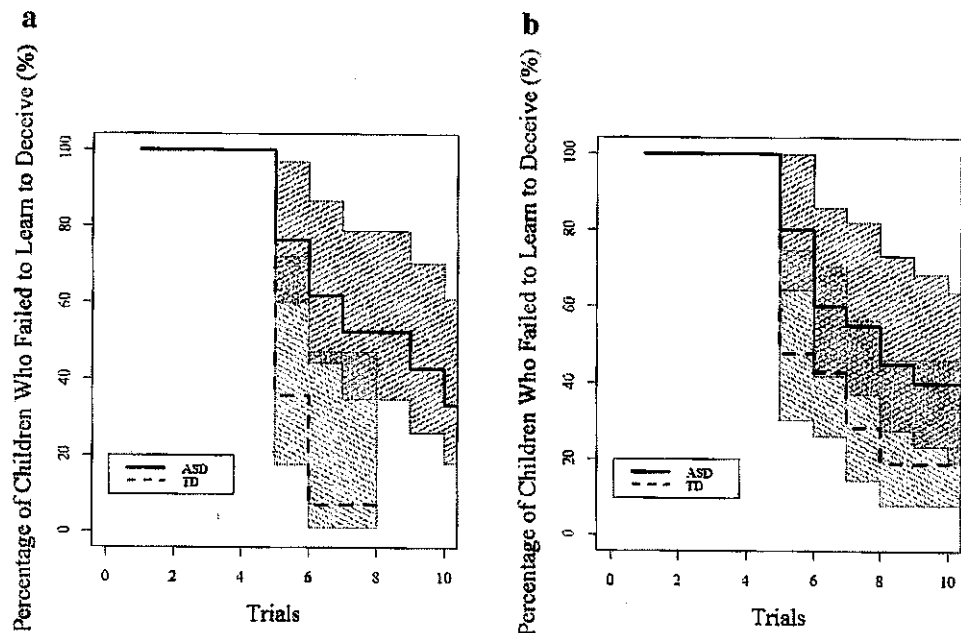 a
Percentage of Children Who Failed to Learn to Deceive (%)
100
80
60
40
20
0
ASD
TD
0 2 4 6 8 10
Trials
b
Percentage of Children Who Failed to Learn to Deceive (%)
100
80
60
40
20
0
ASD
TD
0 2 4 6 8 10
Trials